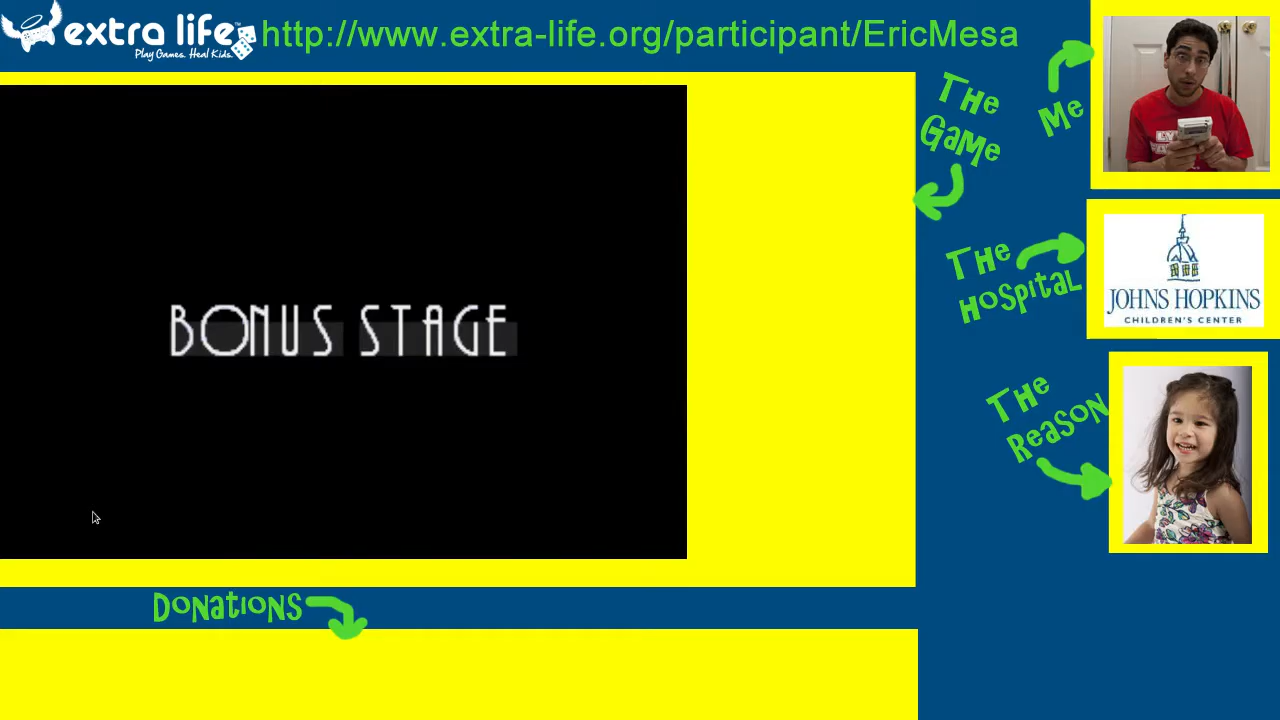 extra life
Play Games. Heal Kids.
http://www.extra-life.org/participant/EricMesa
The
Game
Me
BONUS STAGE
The
Hospital
JOHNS HOPKINS
CHILDREN'S CENTER
The
Reason
Donations